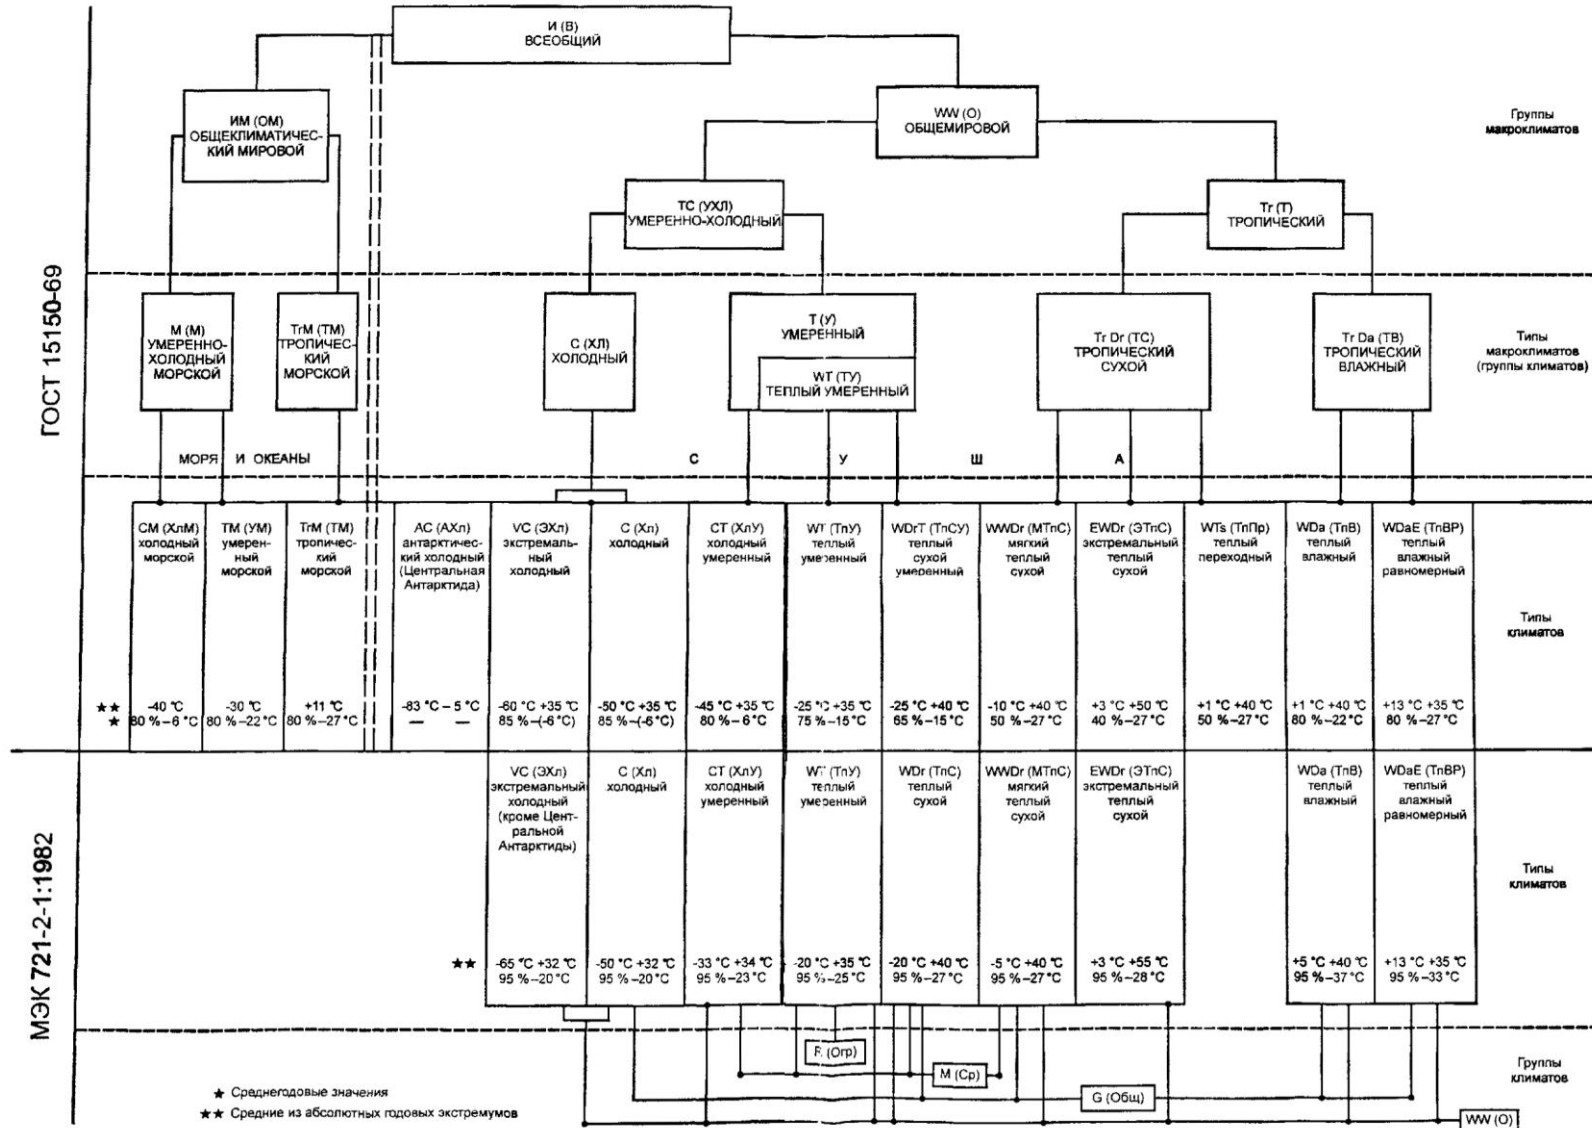 И (В)
ВСЕОБЩИЙ
ИМ (ОМ)
ОБЩЕКЛИМАТИЧЕС-
КИЙ МИРОВОЙ
WW (О)
ОБЩЕМИРОВОЙ
Группы
макроклиматов
ТС (УХЛ)
УМЕРЕННО-ХОЛОДНЫЙ
Tr (Т)
ТРОПИЧЕСКИЙ
ГОСТ 15150-69
М (М)
УМЕРЕННО-
ХОЛОДНЫЙ
МОРСКОЙ
TrM (ТМ)
ТРОПИЧЕС-
КИЙ
МОРСКОЙ
С (ХЛ)
ХОЛОДНЫЙ
Т (У)
УМЕРЕННЫЙ
WT (ТУ)
ТЕПЛЫЙ УМЕРЕННЫЙ
Tr Dr (ТС)
ТРОПИЧЕСКИЙ
СУХОЙ
Tr Da (ТВ)
ТРОПИЧЕСКИЙ
ВЛАЖНЫЙ
Типы
макроклиматов
(группы климатов)
МОРЯ И ОКЕАНЫ
С У Ш А
СМ (ХлМ)
холодный
морской
ТМ (УМ)
умерен-
ный
морской
TrM (ТМ)
тропичес-
кий
морской
АС (АХл)
антарктичес-
кий холодный
(Центральная
Антарктида)
VC (ЭХл)
экстремаль-
ный
холодный
С (Хл)
холодный
СТ (ХлУ)
холодный
умеренный
WT (ТпУ)
теплый
умеренный
WDrT (ТпСУ)
теплый
сухой
умеренный
WWDr (МТпС)
мягкий
теплый
сухой
EWDr (ЭТпС)
экстремальный
теплый
сухой
WTs (ТпПр)
теплый
переходный
WDa (ТпВ)
теплый
влажный
WDaE (ТпВР)
теплый
влажный
равномерный
Типы
климатов
★★ -40 °С -30 °С +11 °С -83 °С – 5 °С -60 °С +35 °С -50 °С +35 °С -45 °С +35 °С -25 °С +35 °С -25 °С +40 °С -10 °С +40 °С +3 °С +50 °С +1 °С +40 °С +1 °С +40 °С +13 °С +35 °С
★ 80 %–6 °С 80 %–22 °С 80 %–27 °С — — 85 %–(-6 °С) 85 %–(-6 °С) 80 %–6 °С 75 %–15 °С 65 %–15 °С 50 %–27 °С 40 %–27 °С 50 %–27 °С 80 %–22 °С 80 %–27 °С
МЭК 721-2-1:1982
VC (ЭХл)
экстремальный
холодный
(кроме Цент-
ральной
Антарктиды)
С (Хл)
холодный
СТ (ХлУ)
холодный
умеренный
WT (ТпУ)
теплый
умеренный
WDr (ТпС)
теплый
сухой
WWDr (МТпС)
мягкий
теплый
сухой
EWDr (ЭТпС)
экстремальный
теплый
сухой
WDa (ТпВ)
теплый
влажный
WDaE (ТпВР)
теплый
влажный
равномерный
Типы
климатов
★★ -65 °С +32 °С -50 °С +32 °С -33 °С +34 °С -20 °С +35 °С -20 °С +40 °С -5 °С +40 °С +3 °С +55 °С +5 °С +40 °С +13 °С +35 °С
95 %–20 °С 95 %–20 °С 95 %–23 °С 95 %–25 °С 95 %–27 °С 95 %–27 °С 95 %–28 °С 95 %–37 °С 95 %–33 °С
R (Огр)
М (Ср)
G (Общ)
WW (О)
Группы
климатов
★ Среднегодовые значения
★★ Средние из абсолютных годовых экстремумов